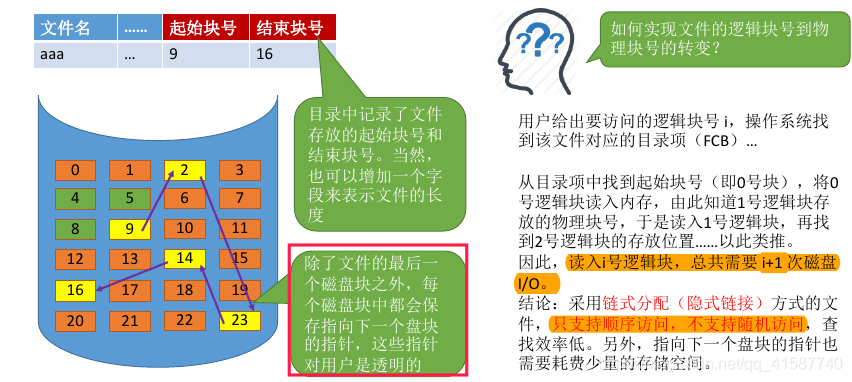 文件名 …… 起始块号 结束块号
aaa … 9 16
目录中记录了文件
存放的起始块号和
结束块号。当然，
也可以增加一个字
段来表示文件的长
度
0 1 2 3
4 5 6 7
8 9 10 11
12 13 14 15
16 17 18 19
20 21 22 23
除了文件的最后一
个磁盘块之外，每
个磁盘块中都会保
存指向下一个盘块
的指针，这些指针
对用户是透明的
???
如何实现文件的逻辑块号到物
理块号的转变？
用户给出要访问的逻辑块号 i，操作系统找
到该文件对应的目录项（FCB）…
从目录项中找到起始块号（即0号块），将0
号逻辑块读入内存，由此知道1号逻辑块存
放的物理块号，于是读入1号逻辑块，再找
到2号逻辑块的存放位置……以此类推。
因此，读入i号逻辑块，总共需要 i+1 次磁盘
I/O。
结论：采用链式分配（隐式链接）方式的文
件，只支持顺序访问，不支持随机访问，查
找效率低。另外，指向下一个盘块的指针也
需要耗费少量的存储空间。